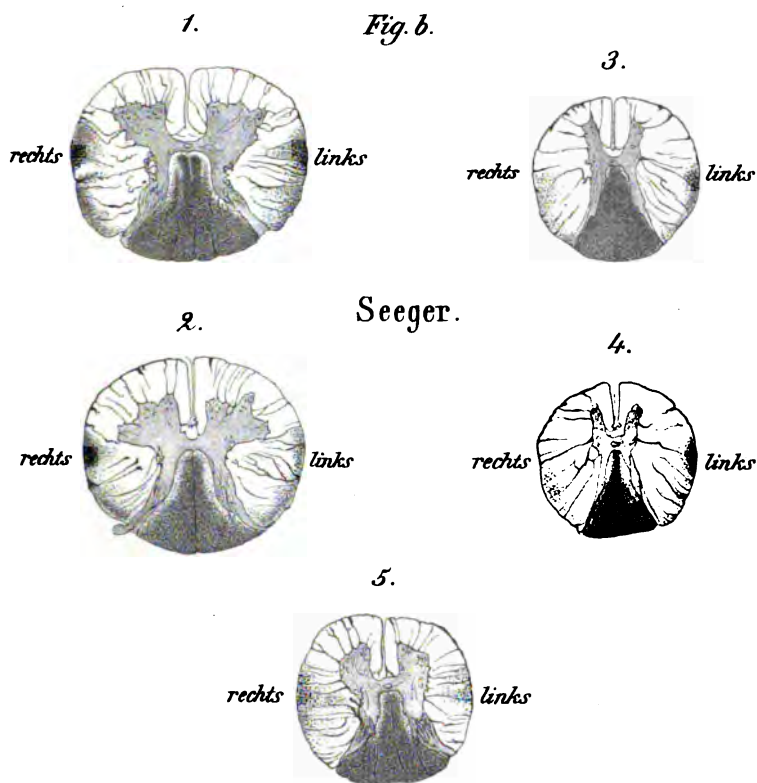 1.
Fig. b.
3.
rechts
links
rechts
links
Seeger.
2.
4.
rechts
links
rechts
links
5.
rechts
links